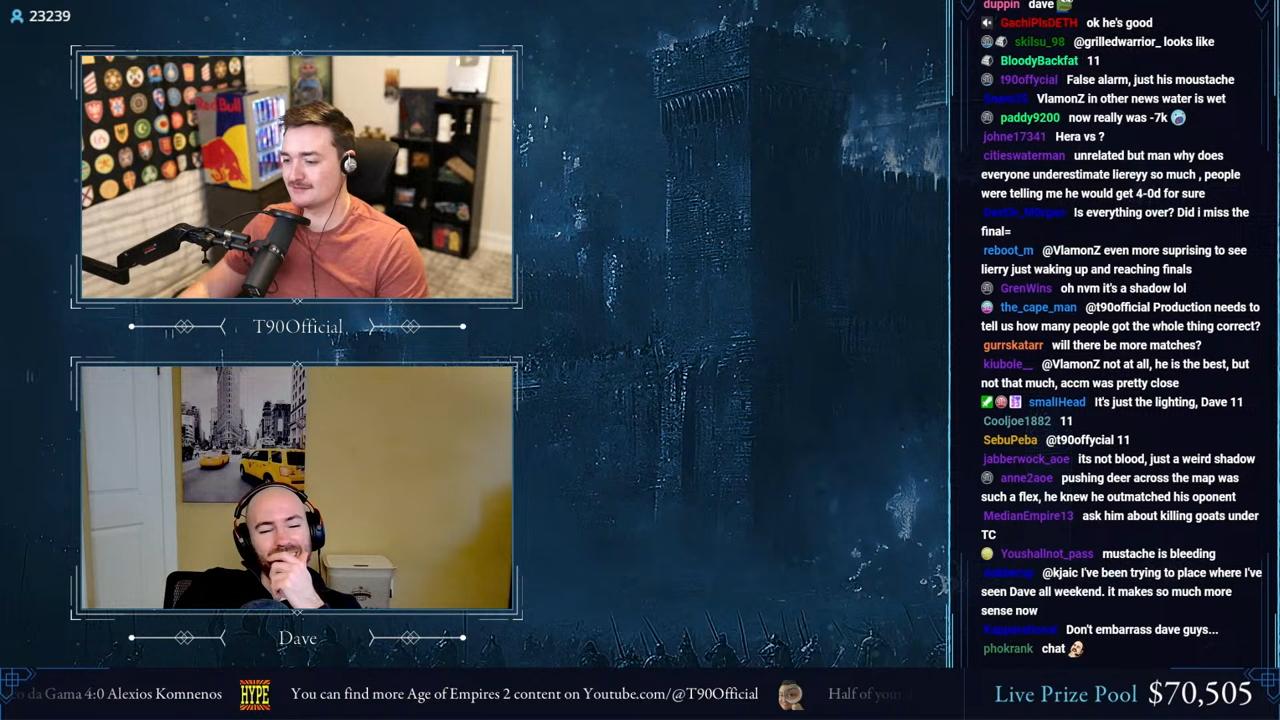 23239
Red Bull
T90Official
Dave
duppin dave
GachiPlsDETH ok he's good
skilsu_98 @grilledwarrior_ looks like
BloodyBackfat 11
t90offycial False alarm, just his moustache
VlamonZ in other news water is wet
paddy9200 now really was -7k
johne17341 Hera vs ?
citieswaterman unrelated but man why does
everyone underestimate liereyy so much , people
were telling me he would get 4-0d for sure
Is everything over? Did i miss the
final=
reboot_m @VlamonZ even more suprising to see
lierry just waking up and reaching finals
GrenWins oh nvm it's a shadow lol
the_cape_man @t90official Production needs to
tell us how many people got the whole thing correct?
gurrskatarr will there be more matches?
kiubole__ @VlamonZ not at all, he is the best, but
not that much, accm was pretty close
smallHead It's just the lighting, Dave 11
Cooljoe1882 11
SebuPeba @t90offycial 11
jabberwock_aoe its not blood, just a weird shadow
anne2aoe pushing deer across the map was
such a flex, he knew he outmatched his oponent
MedianEmpire13 ask him about killing goats under
TC
Youshallnot_pass mustache is bleeding
@kjaic I've been trying to place where I've
seen Dave all weekend. it makes so much more
sense now
Don't embarrass dave guys...
phokrank chat
da Gama 4:0 Alexios Komnenos
HYPE
You can find more Age of Empires 2 content on Youtube.com/@T90Official
Half of your
Live Prize Pool $70,505